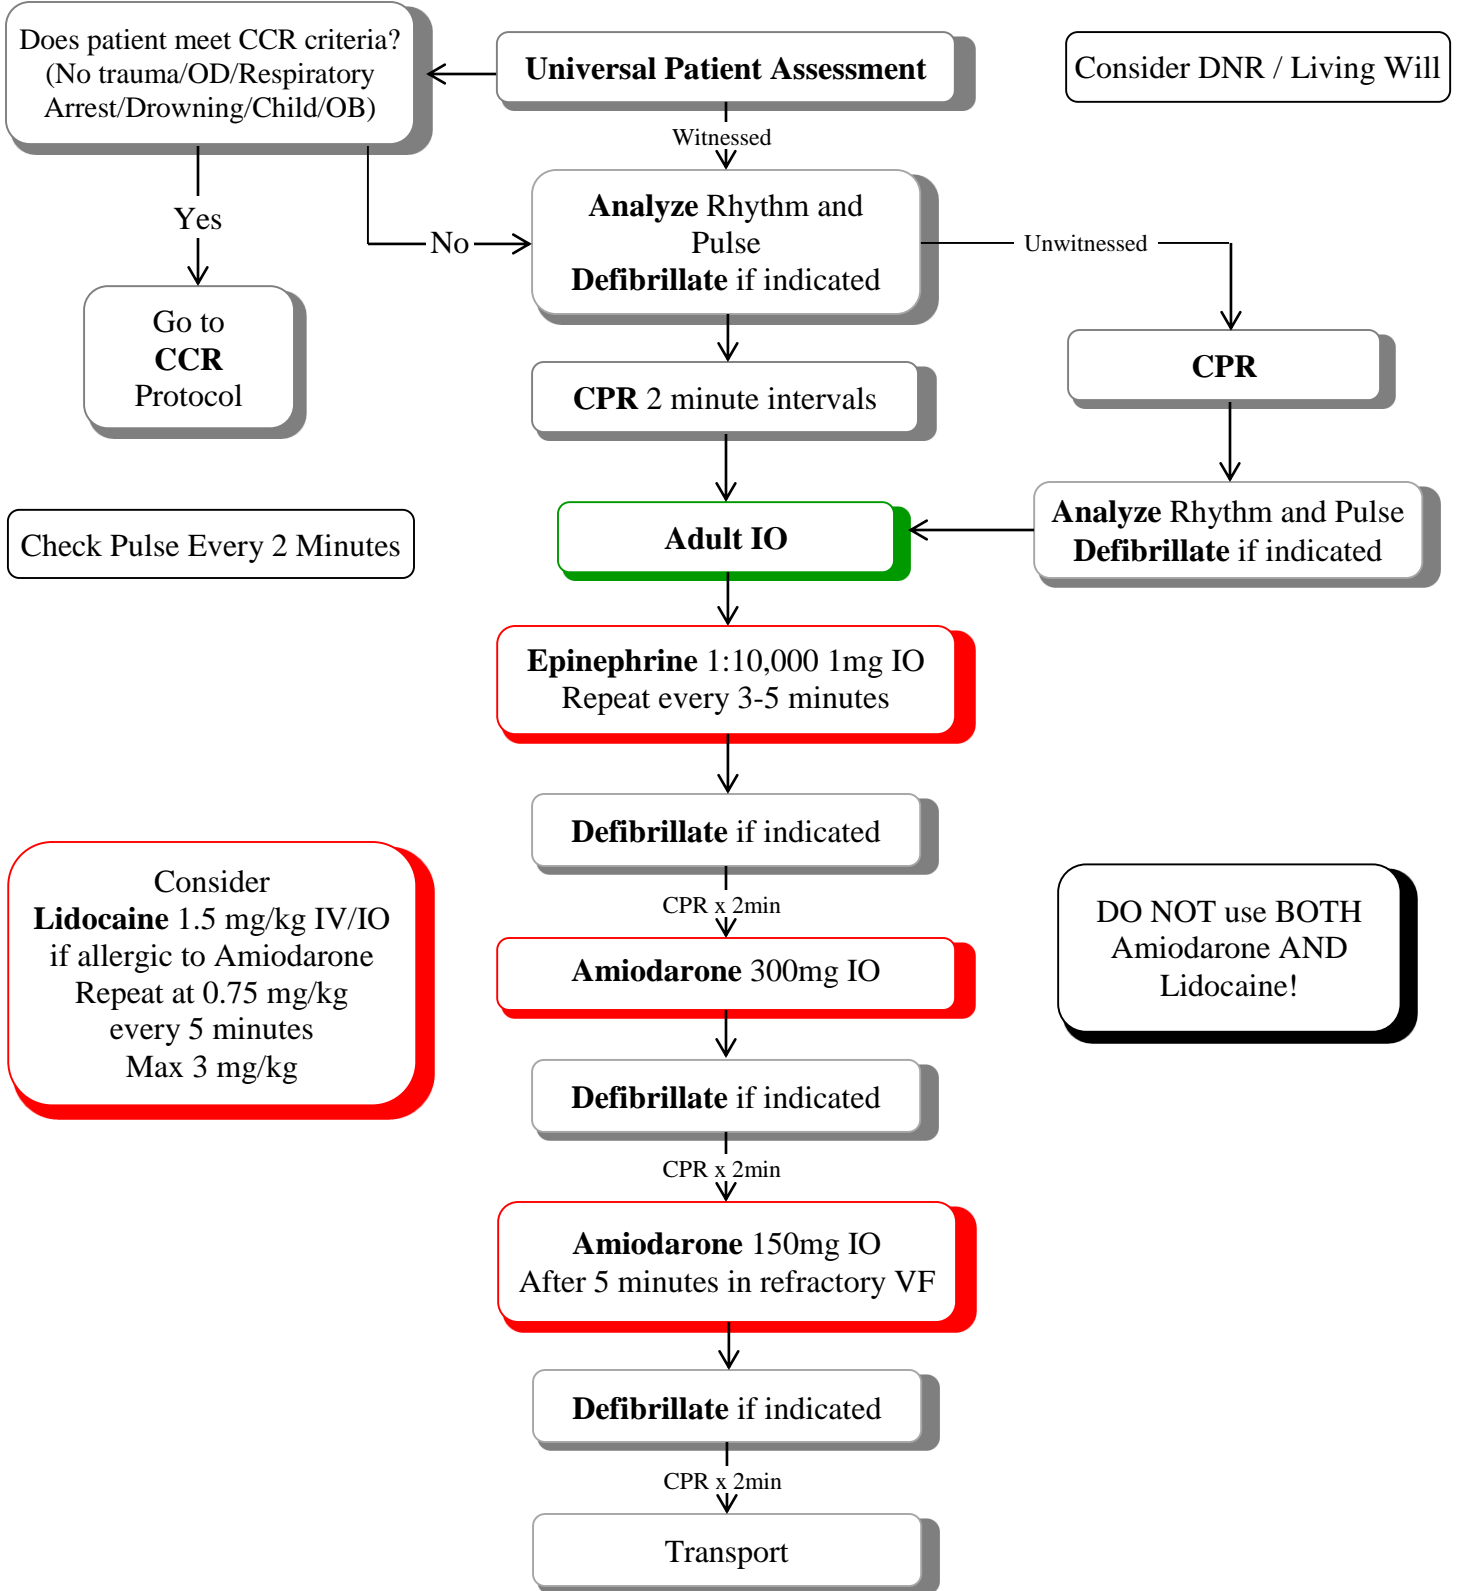 Does patient meet CCR criteria?
(No trauma/OD/Respiratory
Arrest/Drowning/Child/OB)
Universal Patient Assessment
Consider DNR / Living Will
Witnessed
Yes
No
Analyze Rhythm and
Pulse
Defibrillate if indicated
Unwitnessed
Go to
CCR
Protocol
CPR 2 minute intervals
CPR
Check Pulse Every 2 Minutes
Adult IO
Analyze Rhythm and Pulse
Defibrillate if indicated
Epinephrine 1:10,000 1mg IO
Repeat every 3-5 minutes
Defibrillate if indicated
CPR x 2min
Consider
Lidocaine 1.5 mg/kg IV/IO
if allergic to Amiodarone
Repeat at 0.75 mg/kg
every 5 minutes
Max 3 mg/kg
Amiodarone 300mg IO
DO NOT use BOTH
Amiodarone AND
Lidocaine!
Defibrillate if indicated
CPR x 2min
Amiodarone 150mg IO
After 5 minutes in refractory VF
Defibrillate if indicated
CPR x 2min
Transport